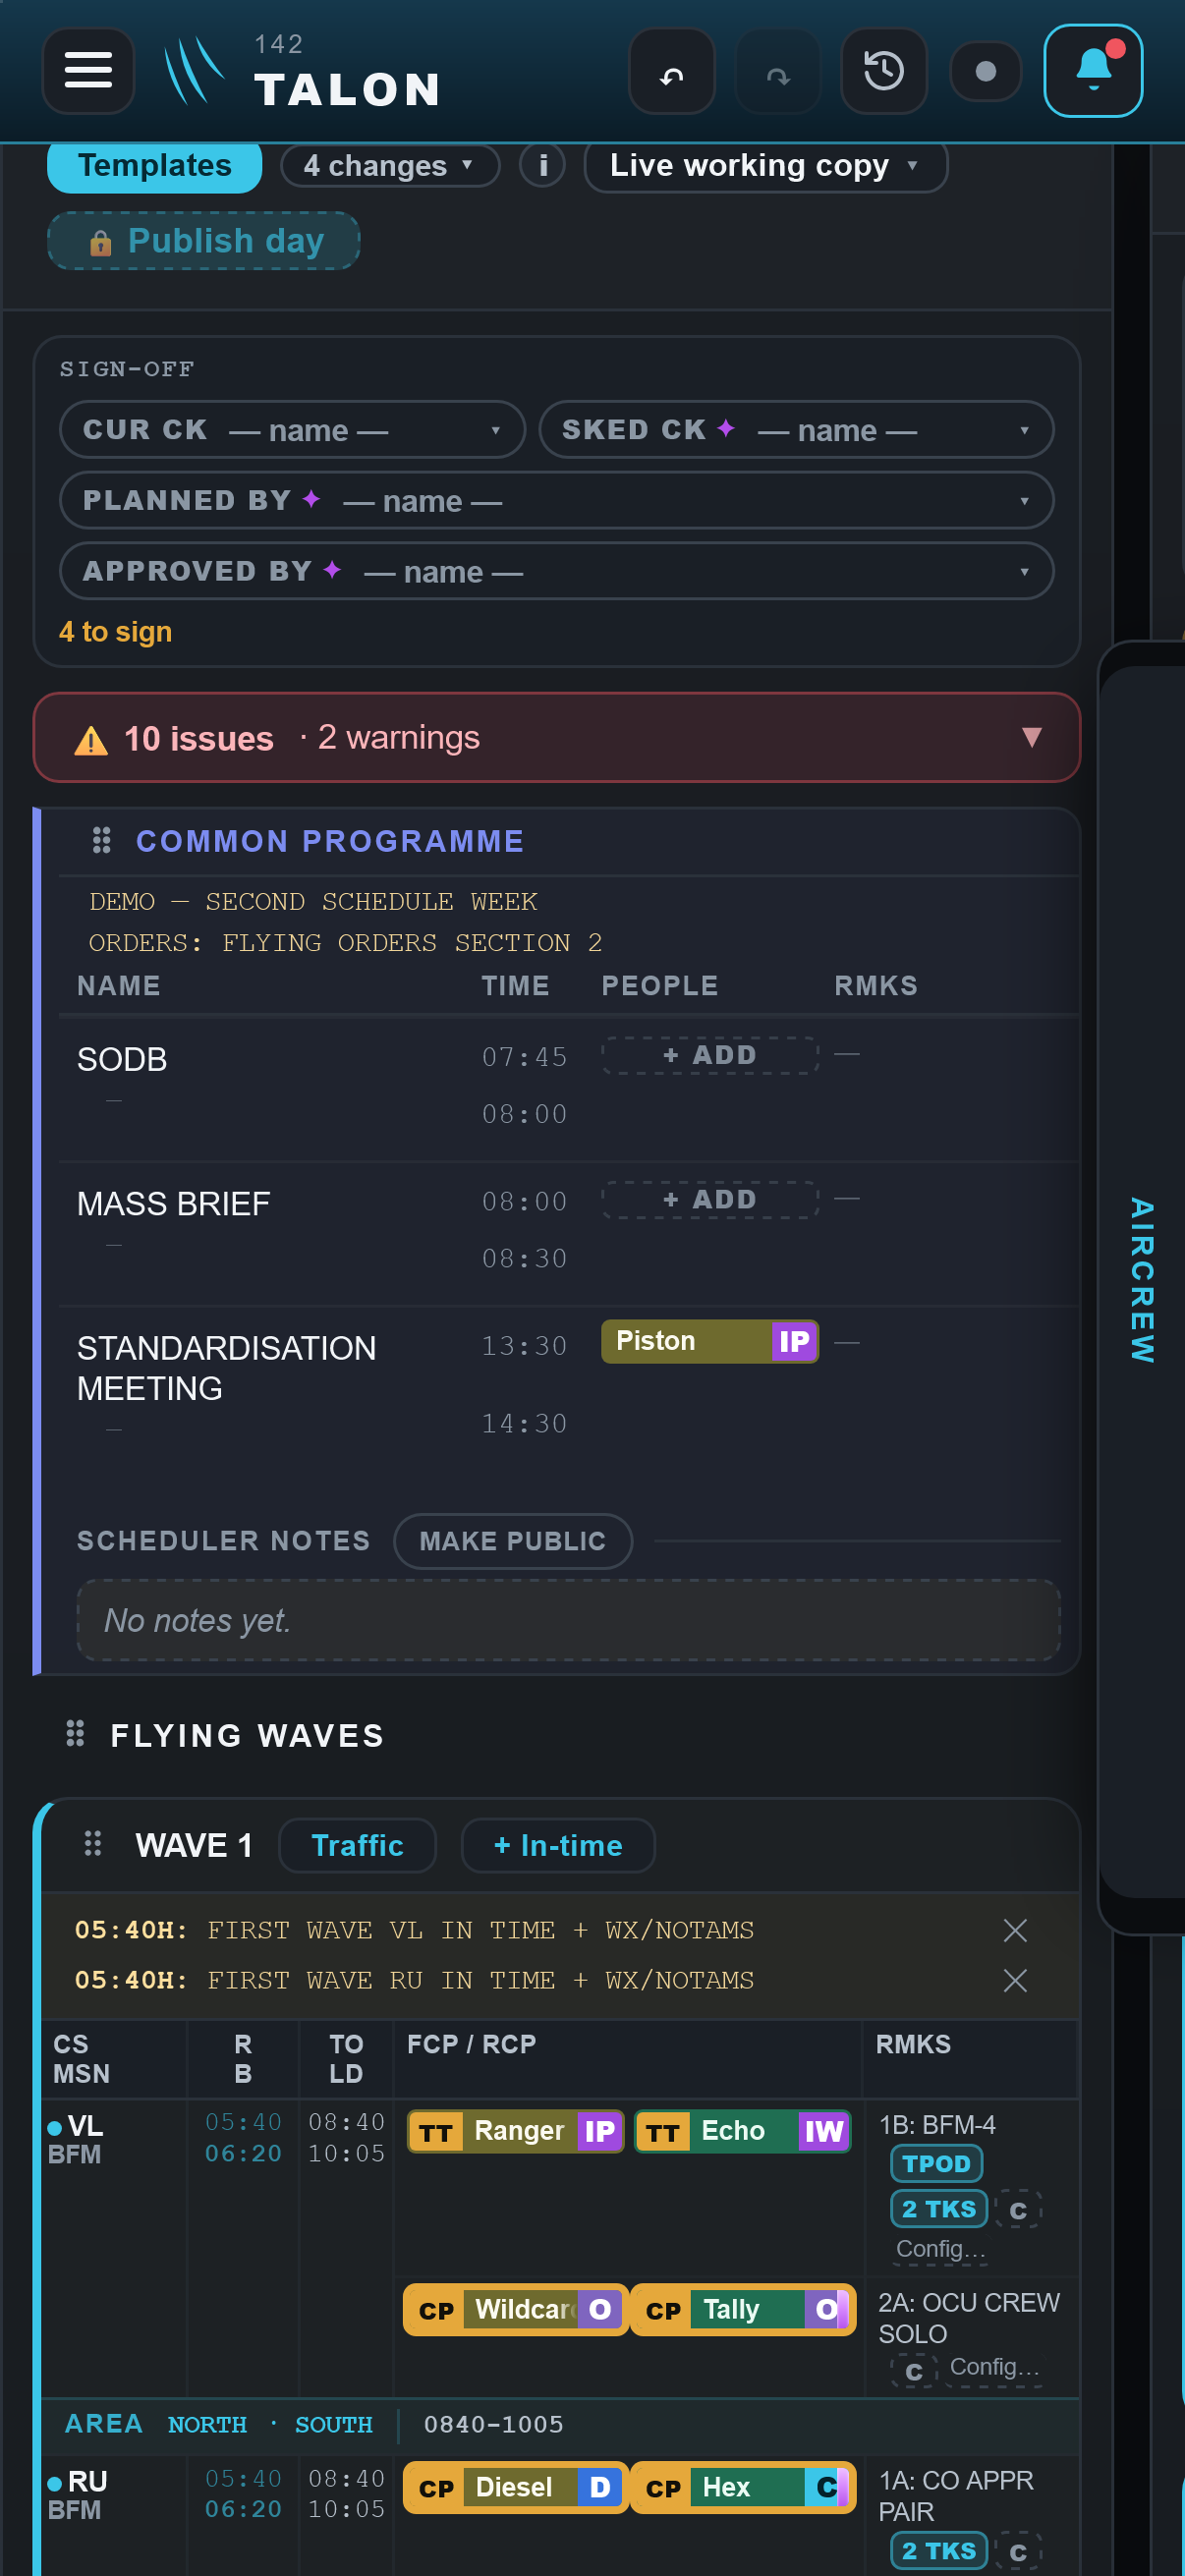 142
TALON
Templates 4 changes i Live working copy
Publish day
SIGN-OFF
CUR CK — name — SKED CK — name —
PLANNED BY — name —
APPROVED BY — name —
4 to sign
10 issues · 2 warnings
COMMON PROGRAMME
DEMO — SECOND SCHEDULE WEEK
ORDERS: FLYING ORDERS SECTION 2
NAME TIME PEOPLE RMKS
SODB 07:45 + ADD —
— 08:00
MASS BRIEF 08:00 + ADD —
— 08:30
STANDARDISATION 13:30 Piston IP —
MEETING
— 14:30
SCHEDULER NOTES MAKE PUBLIC
No notes yet.
FLYING WAVES
WAVE 1 Traffic + In-time
05:40H: FIRST WAVE VL IN TIME + WX/NOTAMS
05:40H: FIRST WAVE RU IN TIME + WX/NOTAMS
CS R TO FCP / RCP RMKS
MSN B LD
VL 05:40 08:40 TT Ranger IP TT Echo IW 1B: BFM-4
BFM 06:20 10:05
TPOD
2 TKS C
Config...
CP Wildcard O CP Tally O 2A: OCU CREW
SOLO
C Config...
AREA NORTH · SOUTH 0840-1005
RU 05:40 08:40 CP Diesel D CP Hex C 1A: CO APPR
BFM 06:20 10:05 PAIR
2 TKS C
AIRCREW